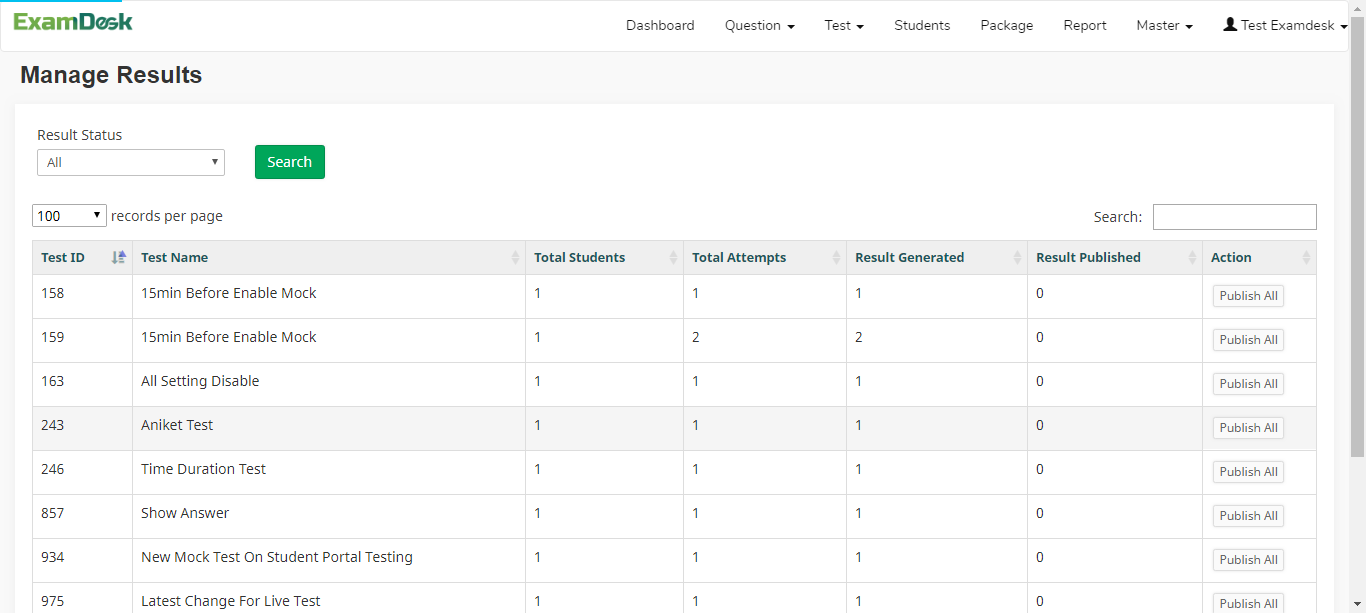 ExamDesk Dashboard Question Test Students Package Report Master Test Examdesk
Manage Results
Result Status
All Search
100 records per page Search:
Test ID Test Name Total Students Total Attempts Result Generated Result Published Action
158 15min Before Enable Mock 1 1 1 0 Publish All
159 15min Before Enable Mock 1 2 2 0 Publish All
163 All Setting Disable 1 1 1 0 Publish All
243 Aniket Test 1 1 1 0 Publish All
246 Time Duration Test 1 1 1 0 Publish All
857 Show Answer 1 1 1 0 Publish All
934 New Mock Test On Student Portal Testing 1 1 1 0 Publish All
975 Latest Change For Live Test 1 1 1 0 Publish All